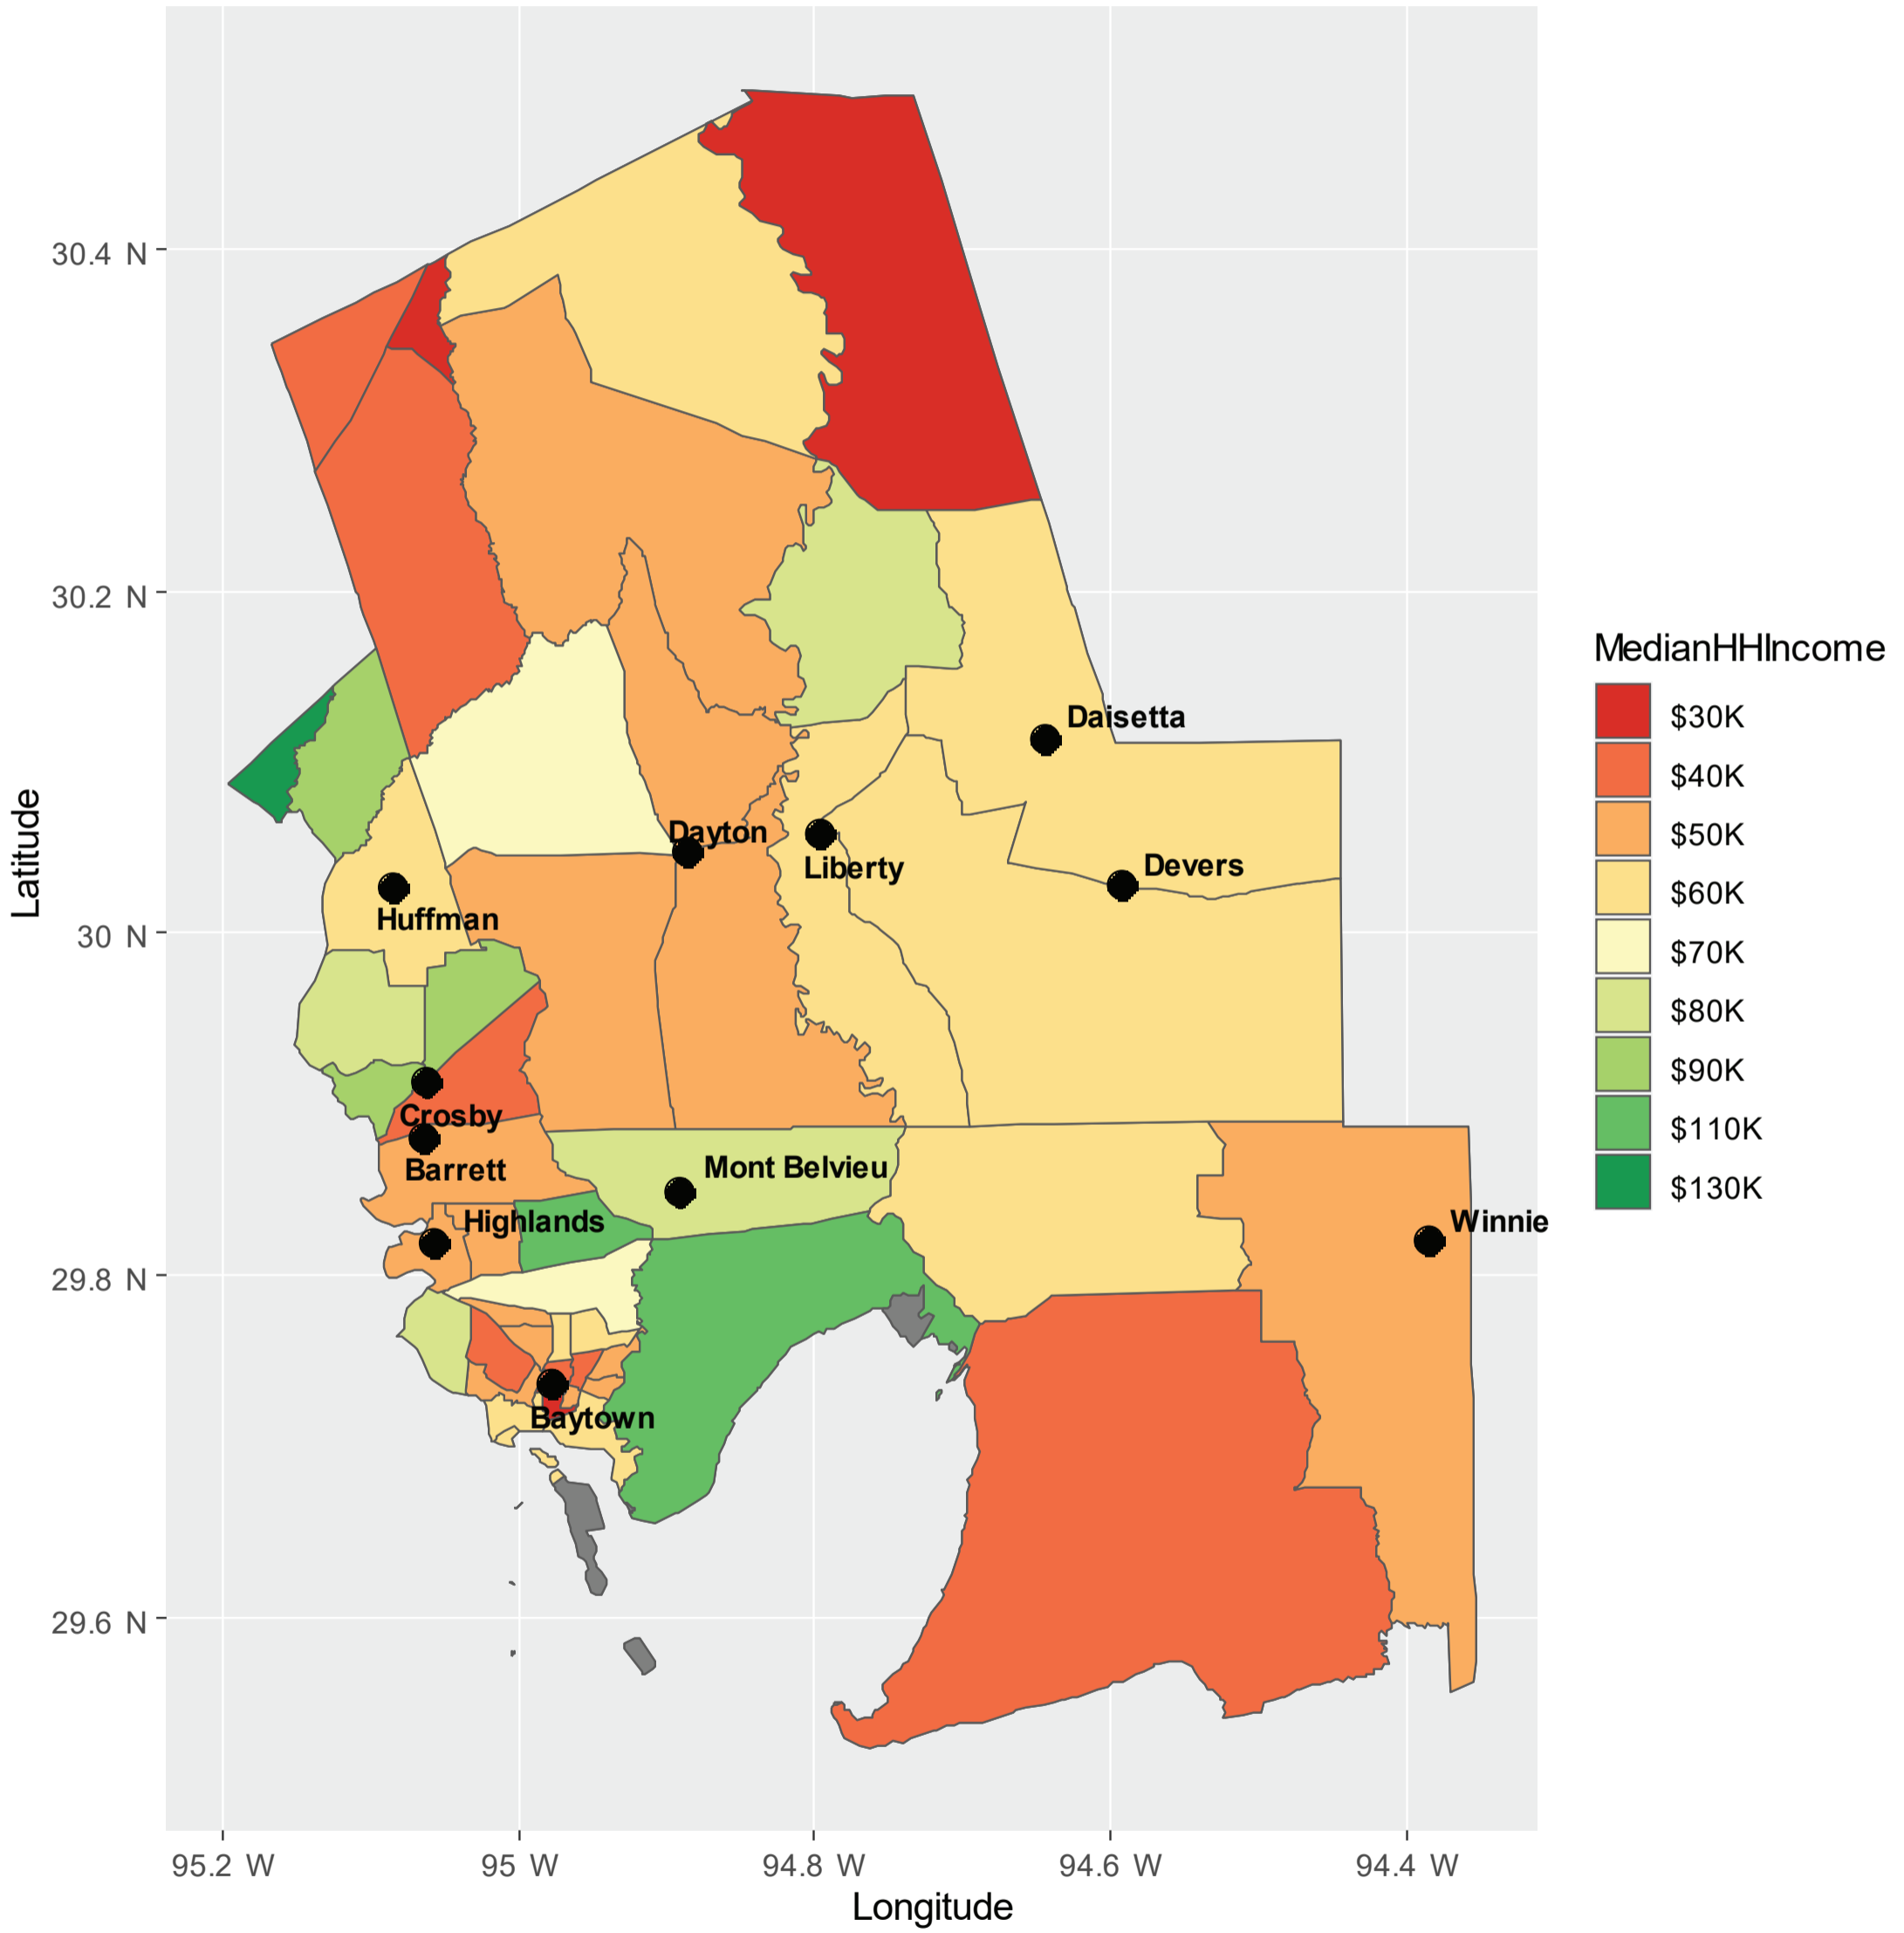 30.4 N
30.2 N
30 N
29.8 N
29.6 N
Latitude
95.2 W
95 W
94.8 W
94.6 W
94.4 W
Longitude
Daisetta
Dayton
Liberty
Devers
Huffman
Crosby
Barrett
Mont Belvieu
Highlands
Winnie
Baytown
MedianHHIncome
$30K
$40K
$50K
$60K
$70K
$80K
$90K
$110K
$130K